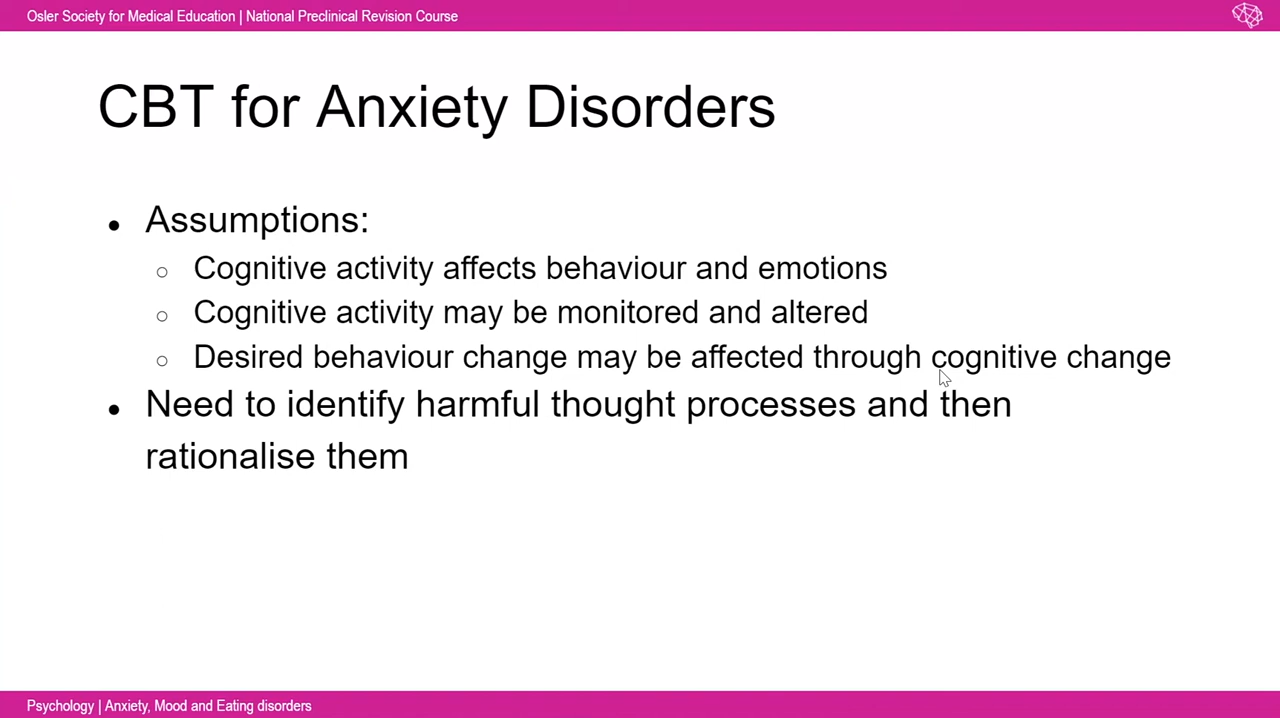 Osler Society for Medical Education | National Preclinical Revision Course
CBT for Anxiety Disorders
● Assumptions:
○ Cognitive activity affects behaviour and emotions
○ Cognitive activity may be monitored and altered
○ Desired behaviour change may be affected through cognitive change
● Need to identify harmful thought processes and then
rationalise them
Psychology | Anxiety, Mood and Eating disorders